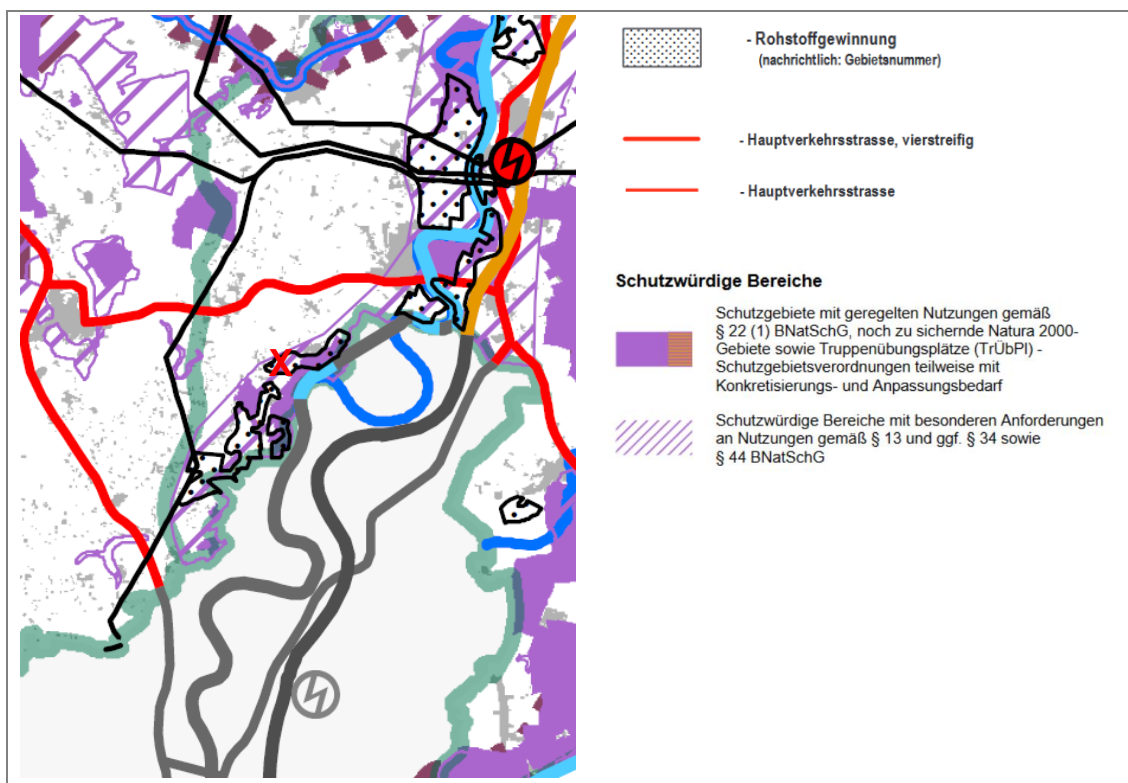 - Rohstoffgewinnung
(nachrichtlich: Gebietsnummer)
- Hauptverkehrsstrasse, vierstreifig
- Hauptverkehrsstrasse
Schutzwürdige Bereiche
Schutzgebiete mit geregelten Nutzungen gemäß
§ 22 (1) BNatSchG, noch zu sichernde Natura 2000-
Gebiete sowie Truppenübungsplätze (TrÜbPl) -
Schutzgebietsverordnungen teilweise mit
Konkretisierungs- und Anpassungsbedarf
Schutzwürdige Bereiche mit besonderen Anforderungen
an Nutzungen gemäß § 13 und ggf. § 34 sowie
§ 44 BNatSchG
X